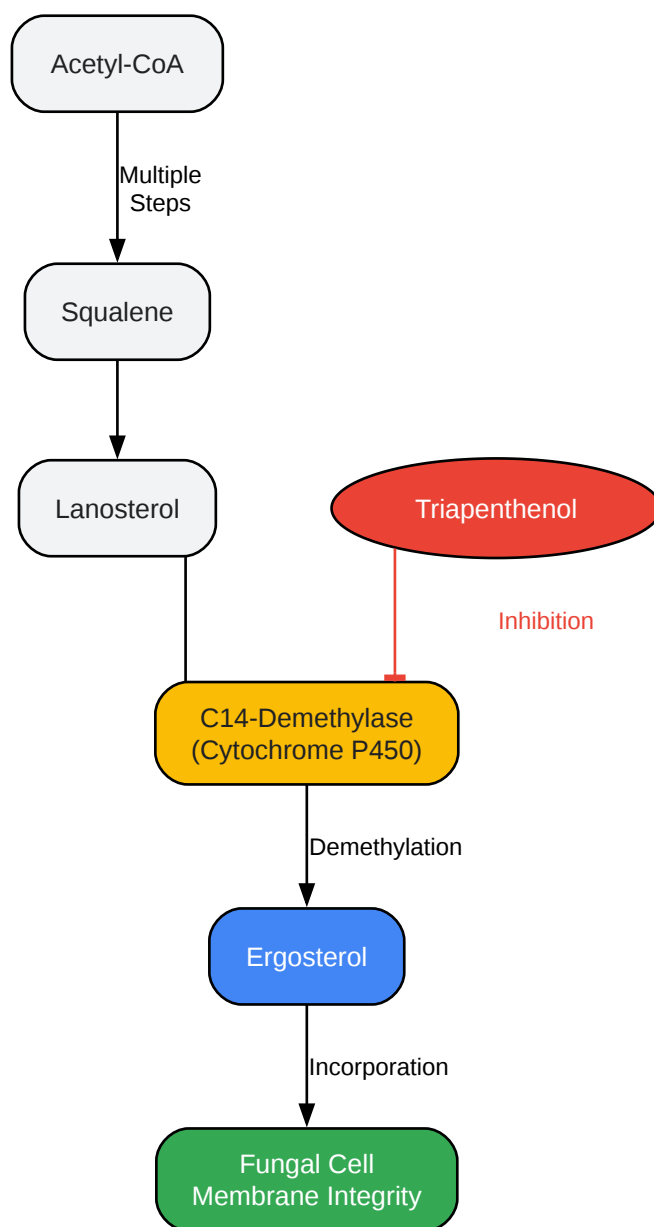 Acetyl-CoA
Multiple
Steps
Squalene
Lanosterol
Triapenthenol
Inhibition
C14-Demethylase
(Cytochrome P450)
Demethylation
Ergosterol
Incorporation
Fungal Cell
Membrane Integrity